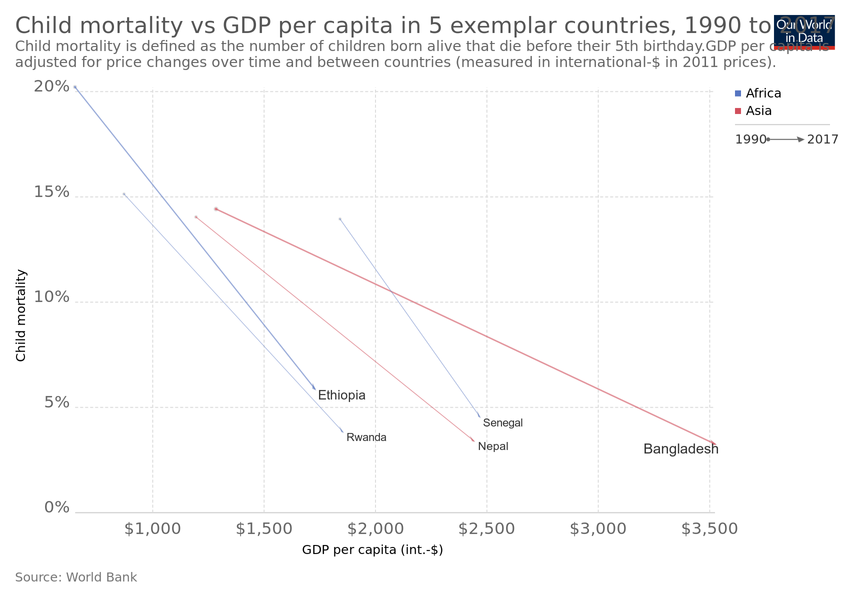 Child mortality vs GDP per capita in 5 exemplar countries, 1990 to 2017
Our World
in Data
Child mortality is defined as the number of children born alive that die before their 5th birthday.GDP per capita is
adjusted for price changes over time and between countries (measured in international-$ in 2011 prices).
20%
15%
10%
5%
0%
Child mortality
Africa
Asia
1990 2017
Ethiopia
Rwanda
Senegal
Nepal
Bangladesh
$1,000 $1,500 $2,000 $2,500 $3,000 $3,500
GDP per capita (int.-$)
Source: World Bank